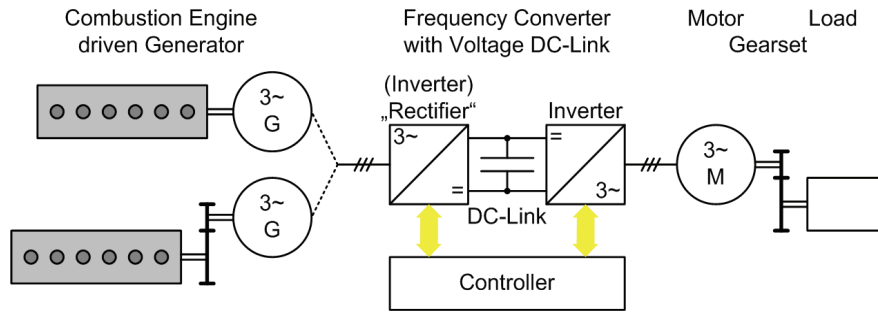 Combustion Engine
driven Generator
Frequency Converter
with Voltage DC-Link
Motor Load
Gearset
3~
G
3~
G
(Inverter)
„Rectifier“
3~
=
DC-Link
Inverter
=
3~
3~
M
Controller